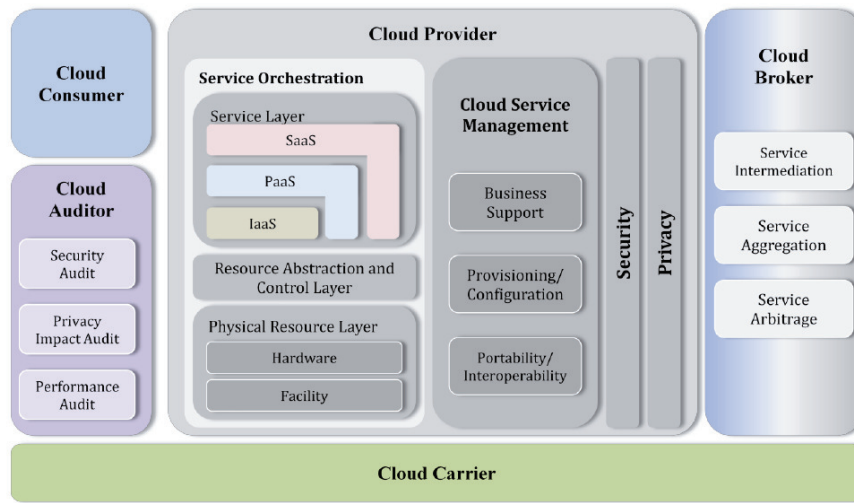 Cloud
Consumer
Cloud
Auditor
Security
Audit
Privacy
Impact Audit
Performance
Audit
Cloud Provider
Service Orchestration
Service Layer
SaaS
PaaS
IaaS
Resource Abstraction and
Control Layer
Physical Resource Layer
Hardware
Facility
Cloud Service
Management
Business
Support
Provisioning/
Configuration
Portability/
Interoperability
Security
Privacy
Cloud
Broker
Service
Intermediation
Service
Aggregation
Service
Arbitrage
Cloud Carrier